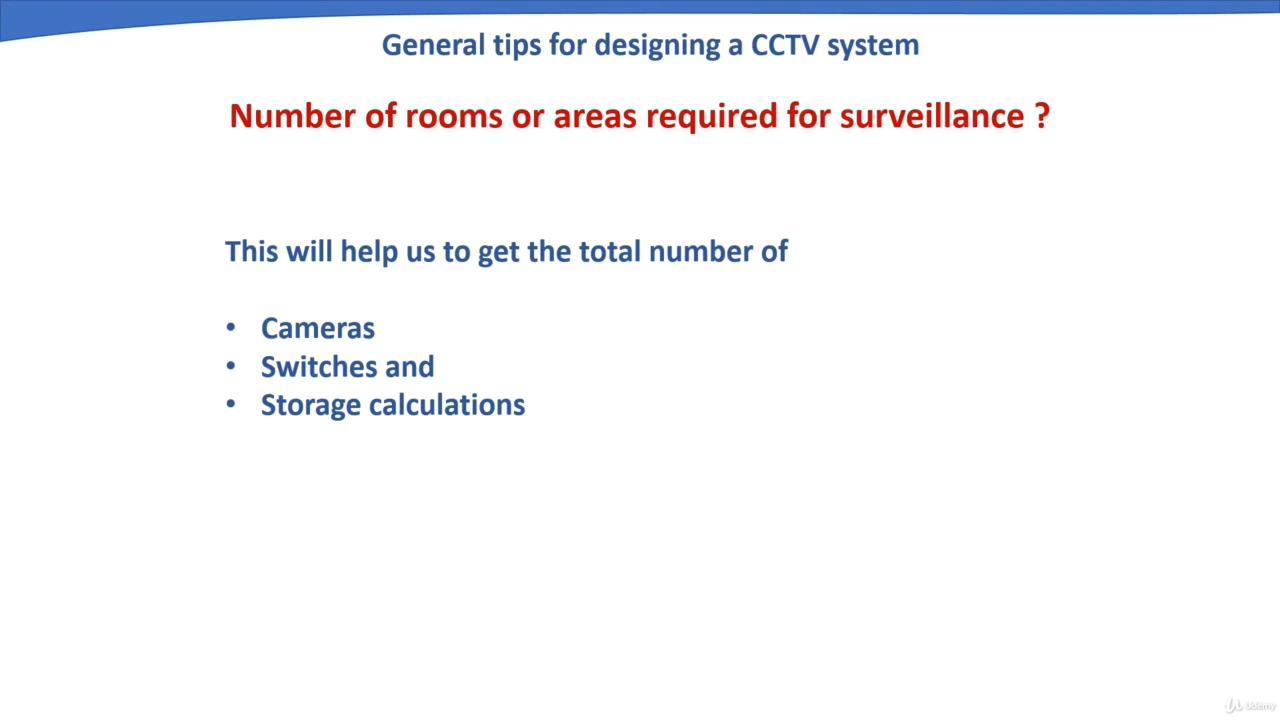 General tips for designing a CCTV system
Number of rooms or areas required for surveillance ?
This will help us to get the total number of
• Cameras
• Switches and
• Storage calculations
Udemy